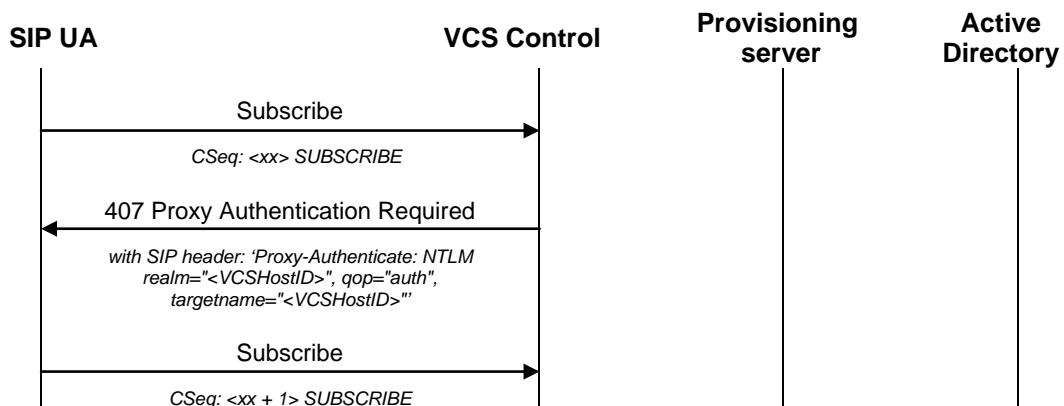 SIP UA
VCS Control
Provisioning
server
Active
Directory
Subscribe
CSeq: <xx> SUBSCRIBE
407 Proxy Authentication Required
with SIP header: ‘Proxy-Authenticate: NTLM
realm="<VCSHostID>", qop="auth",
targetname="<VCSHostID>"’
Subscribe
CSeq: <xx + 1> SUBSCRIBE